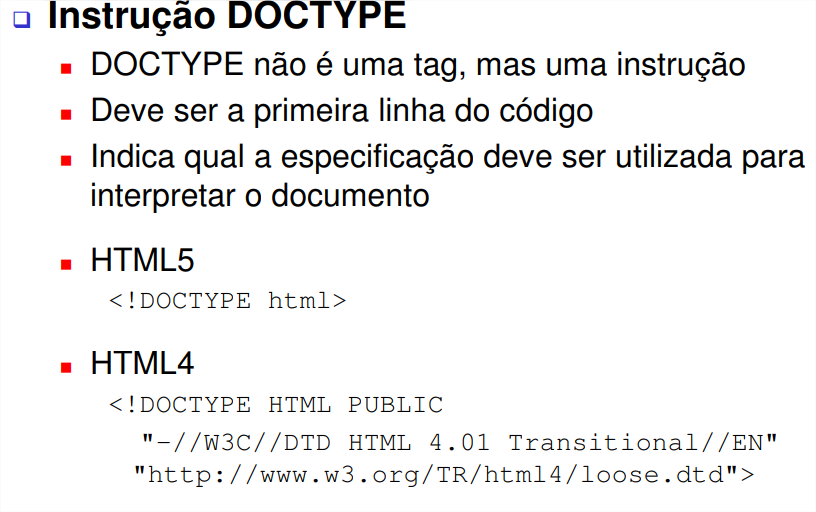 Instrução DOCTYPE
DOCTYPE não é uma tag, mas uma instrução
Deve ser a primeira linha do código
Indica qual a especificação deve ser utilizada para
interpretar o documento
HTML5
<!DOCTYPE html>
HTML4
<!DOCTYPE HTML PUBLIC
"-//W3C//DTD HTML 4.01 Transitional//EN"
"http://www.w3.org/TR/html4/loose.dtd">